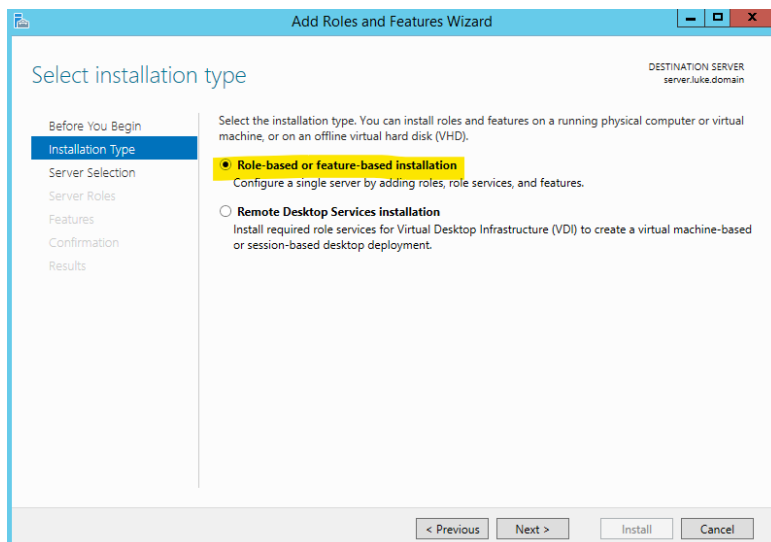 Add Roles and Features Wizard
Select installation type
DESTINATION SERVER
server.luke.domain
Before You Begin
Installation Type
Server Selection
Server Roles
Features
Confirmation
Results
Select the installation type. You can install roles and features on a running physical computer or virtual
machine, or on an offline virtual hard disk (VHD).
Role-based or feature-based installation
Configure a single server by adding roles, role services, and features.
Remote Desktop Services installation
Install required role services for Virtual Desktop Infrastructure (VDI) to create a virtual machine-based
or session-based desktop deployment.
< Previous
Next >
Install
Cancel